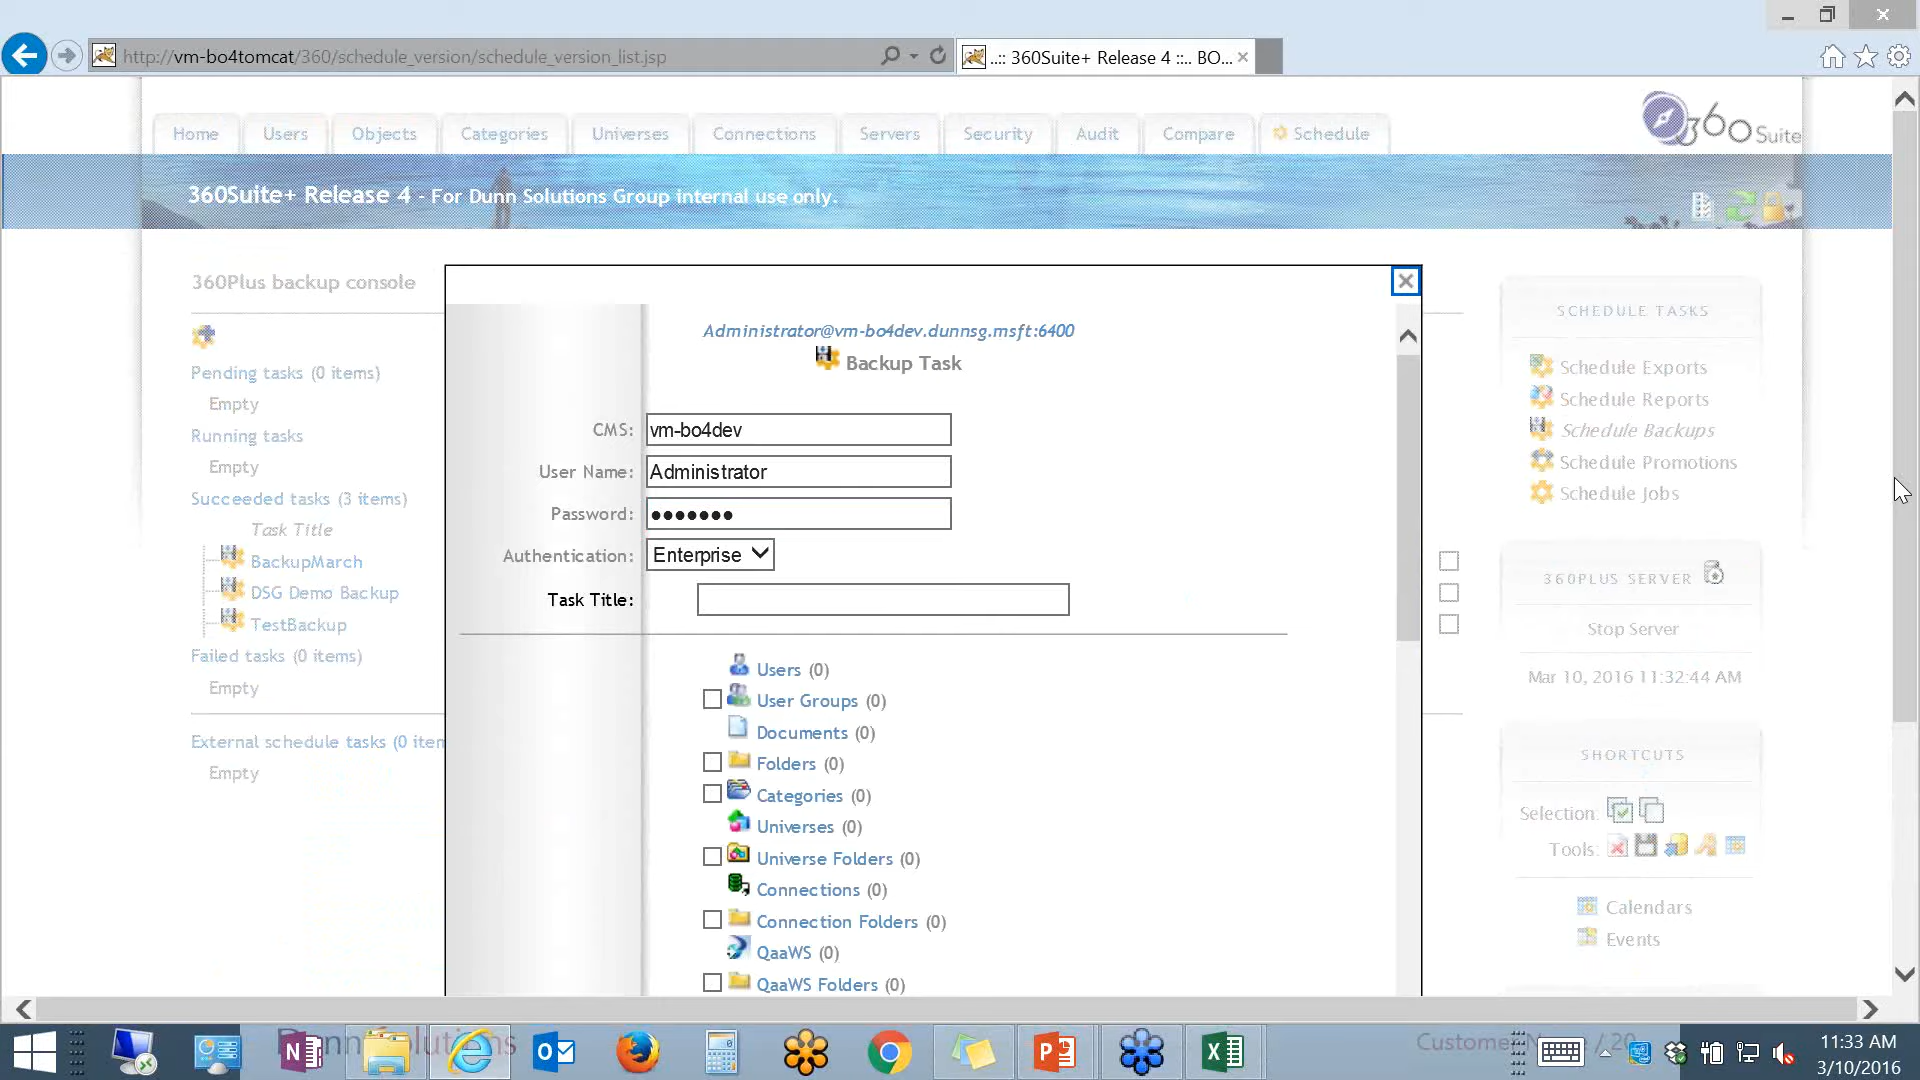 http://vm-bo4tomcat/360/schedule_version/schedule_version_list.jsp
..:: 360Suite+ Release 4 ::.. BO...
Home
Users
Objects
Categories
Universes
Connections
Servers
Security
Audit
Compare
Schedule
360Suite
360Suite+ Release 4 - For Dunn Solutions Group internal use only.
360Plus backup console
Pending tasks (0 items)
Empty
Running tasks
Empty
Succeeded tasks (3 items)
Task Title
BackupMarch
DSG Demo Backup
TestBackup
Failed tasks (0 items)
Empty
External schedule tasks (0 item
Empty
Administrator@vm-bo4dev.dunnsg.msft:6400
Backup Task
CMS: vm-bo4dev
User Name: Administrator
Password: ●●●●●●●
Authentication: Enterprise
Task Title:
Users (0)
User Groups (0)
Documents (0)
Folders (0)
Categories (0)
Universes (0)
Universe Folders (0)
Connections (0)
Connection Folders (0)
QaaWS (0)
QaaWS Folders (0)
SCHEDULE TASKS
Schedule Exports
Schedule Reports
Schedule Backups
Schedule Promotions
Schedule Jobs
360PLUS SERVER
Stop Server
Mar 10, 2016 11:32:44 AM
SHORTCUTS
Selection:
Tools:
Calendars
Events
11:33 AM
3/10/2016